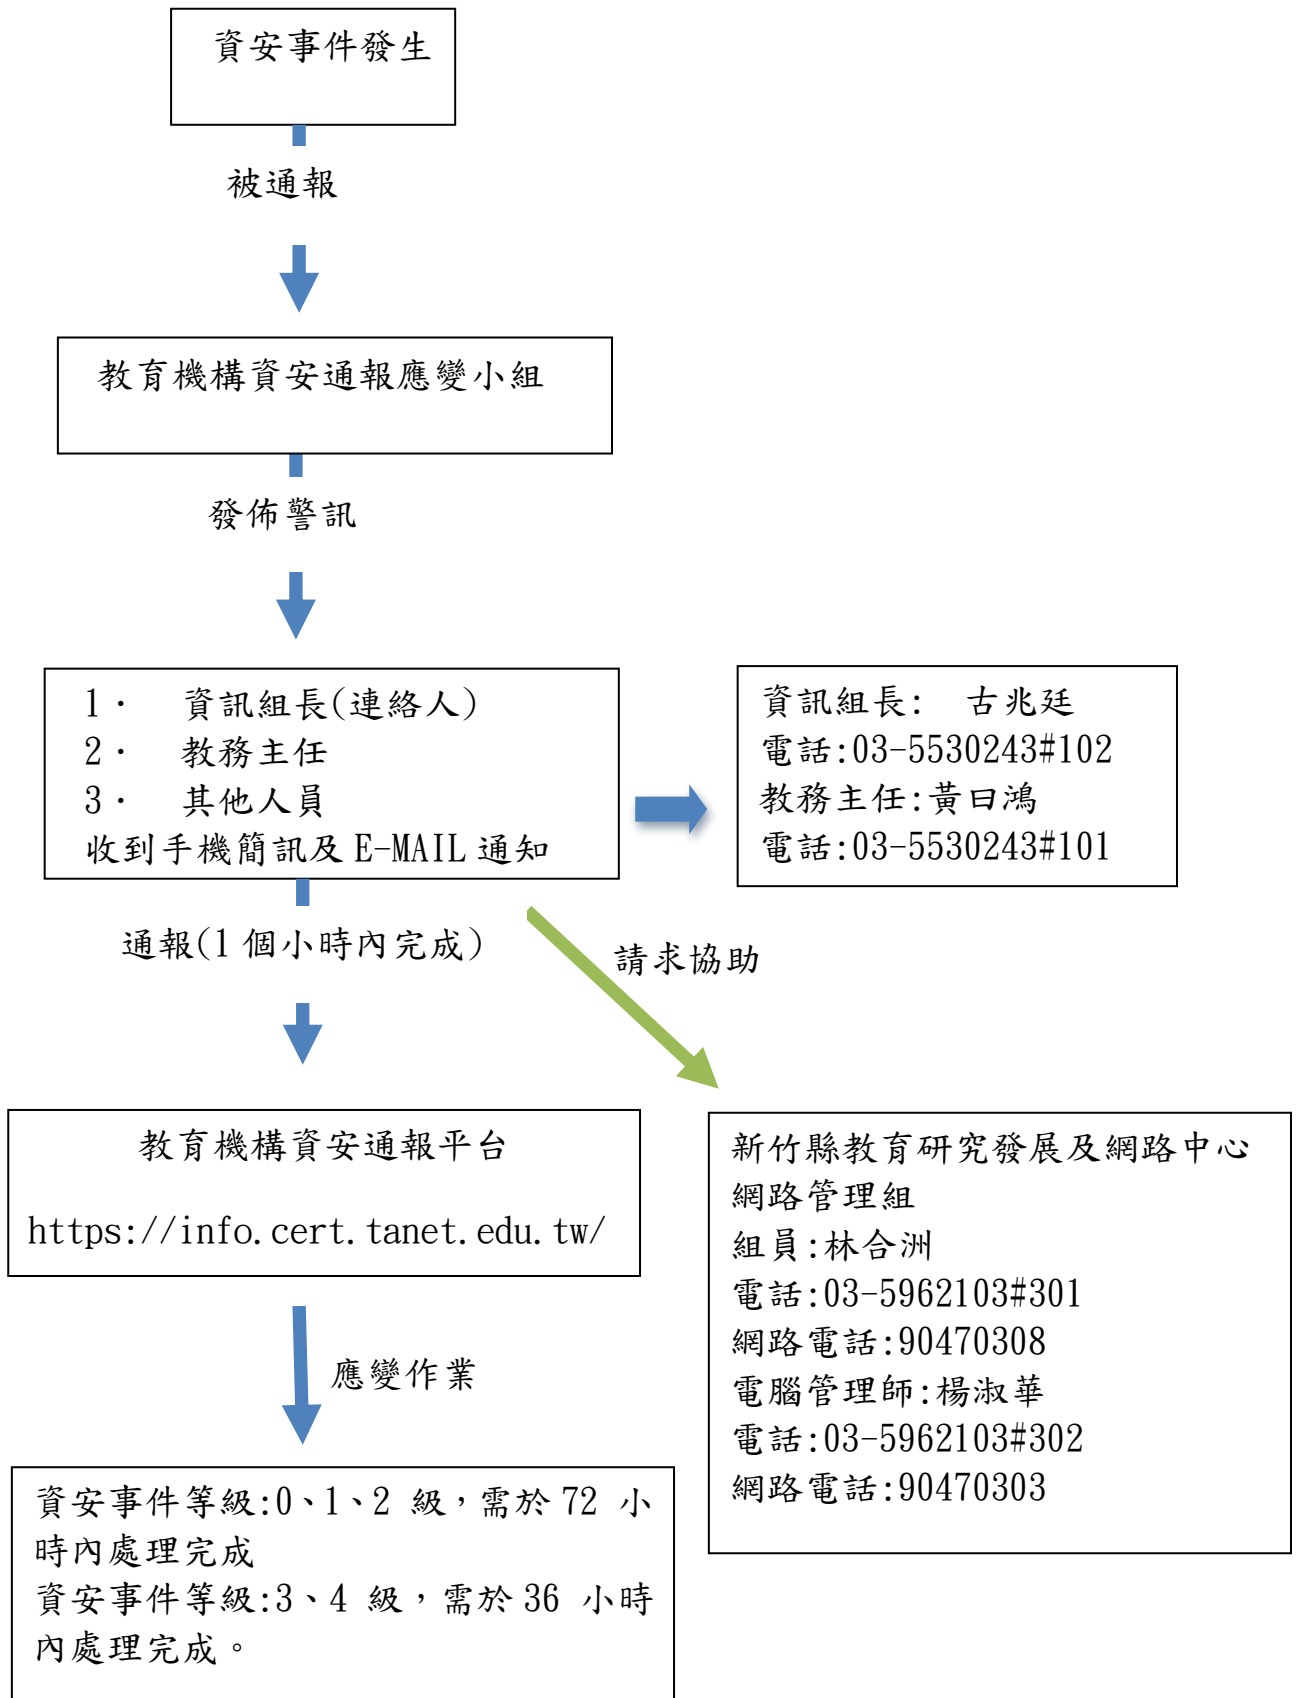 資安事件發生
被通報
教育機構資安通報應變小組
發佈警訊
1. 資訊組長(連絡人)
2. 教務主任
3. 其他人員
收到手機簡訊及 E-MAIL 通知
資訊組長: 古兆廷
電話:03-5530243#102
教務主任:黃曰鴻
電話:03-5530243#101
通報(1 個小時內完成)
請求協助
教育機構資安通報平台
https://info.cert.tanet.edu.tw/
新竹縣教育研究發展及網路中心
網路管理組
組員:林合洲
電話:03-5962103#301
網路電話:90470308
電腦管理師:楊淑華
電話:03-5962103#302
網路電話:90470303
應變作業
資安事件等級:0、1、2 級，需於 72 小
時內處理完成
資安事件等級:3、4 級，需於 36 小時
內處理完成。